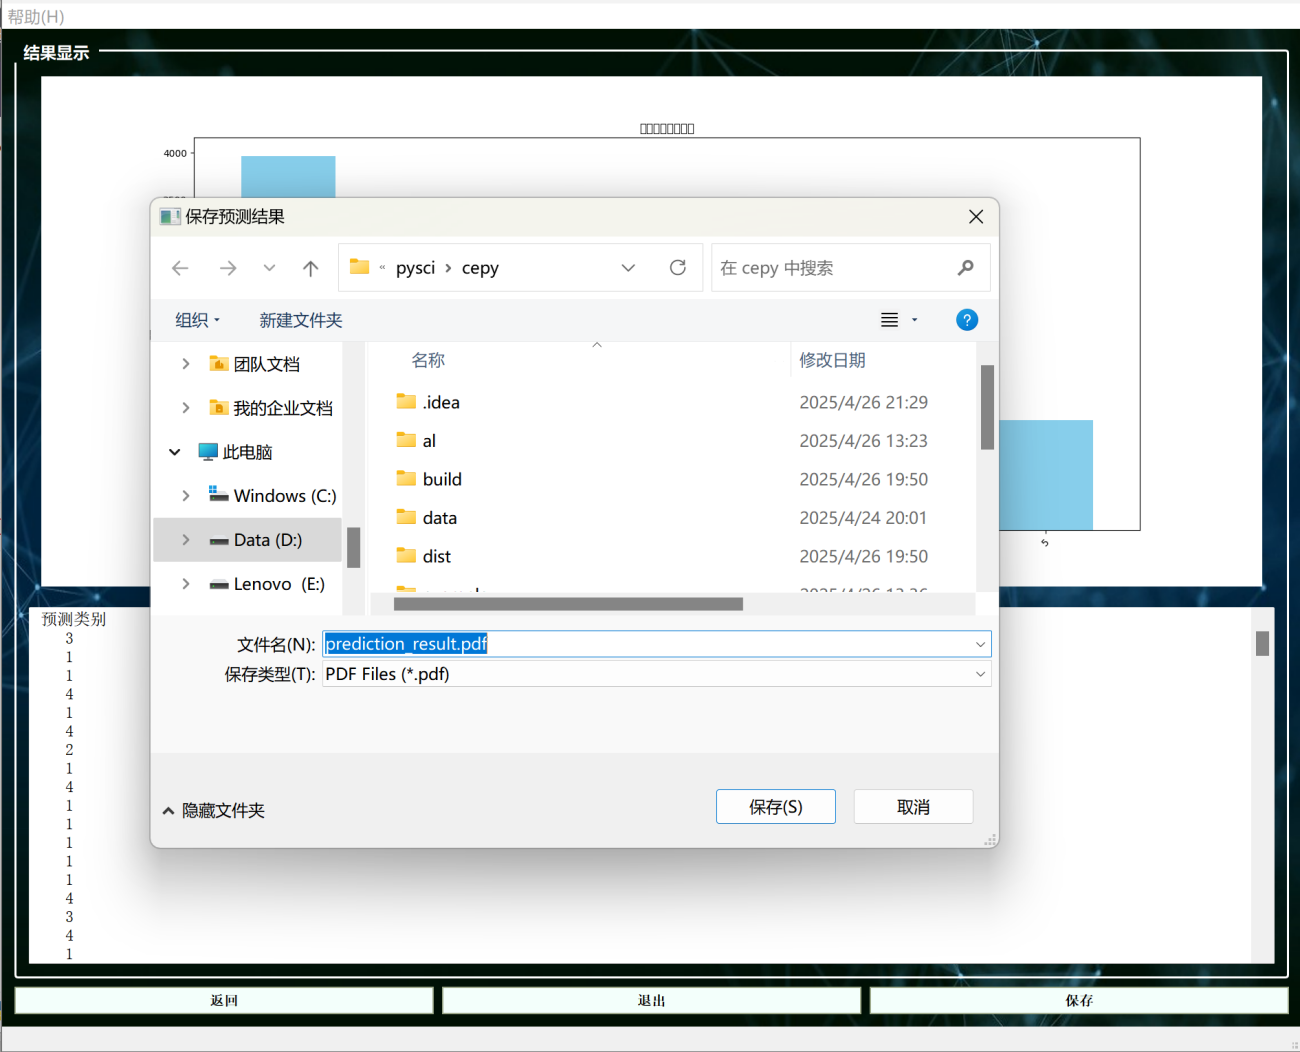 帮助(H)
结果显示
4000
保存预测结果
« pysci › cepy
在 cepy 中搜索
组织
新建文件夹
?
名称
修改日期
团队文档
我的企业文档
此电脑
Windows (C:)
Data (D:)
Lenovo (E:)
.idea 2025/4/26 21:29
al 2025/4/26 13:23
build 2025/4/26 19:50
data 2025/4/24 20:01
dist 2025/4/26 19:50
5
文件名(N): prediction_result.pdf
保存类型(T): PDF Files (*.pdf)
隐藏文件夹
保存(S)
取消
预测类别
3
1
1
4
1
4
2
1
4
1
1
1
1
1
4
3
4
1
返回
退出
保存